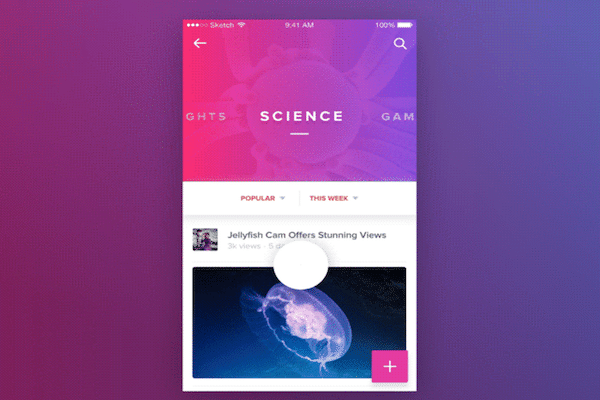 Sketch 9:41 AM 100%
GHTS SCIENCE GAM
POPULAR THIS WEEK
Jellyfish Cam Offers Stunning Views
3k views · 5 d
+